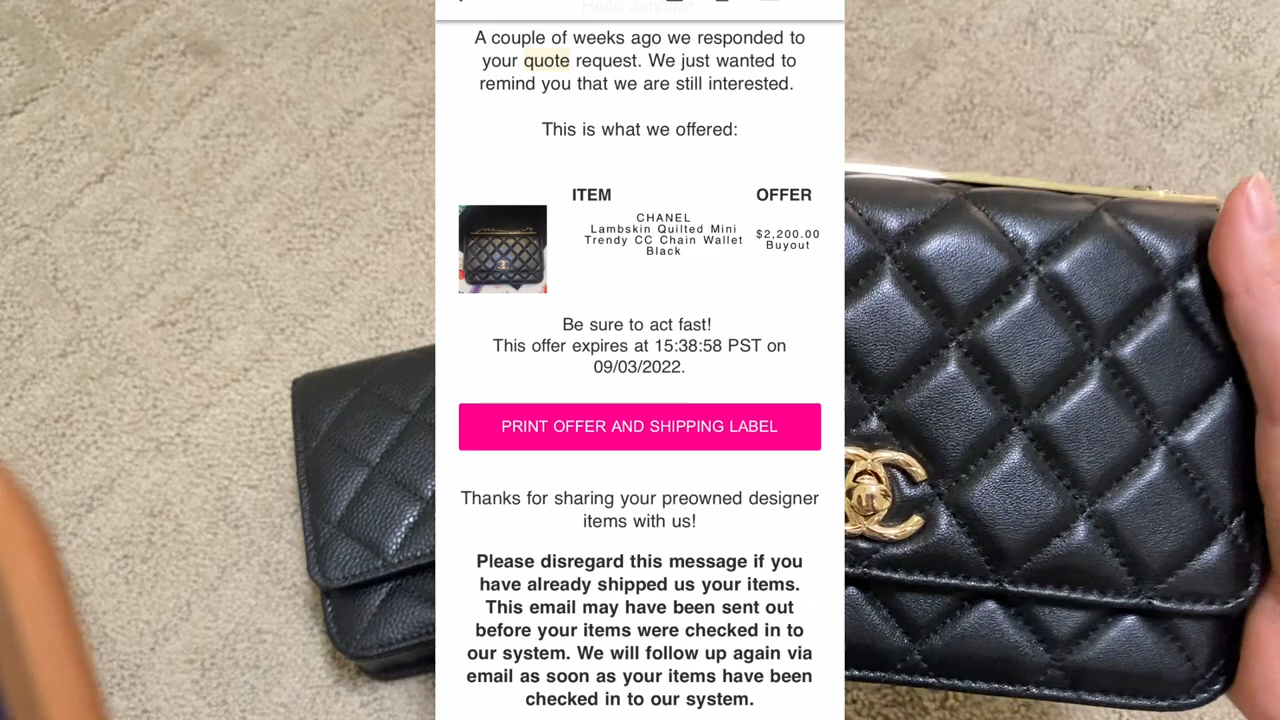 Hello Jennifer,
A couple of weeks ago we responded to
your quote request. We just wanted to
remind you that we are still interested.
This is what we offered:
ITEM
OFFER
CHANEL
Lambskin Quilted Mini
Trendy CC Chain Wallet
Black
$2,200.00
Buyout
Be sure to act fast!
This offer expires at 15:38:58 PST on
09/03/2022.
PRINT OFFER AND SHIPPING LABEL
Thanks for sharing your preowned designer
items with us!
Please disregard this message if you
have already shipped us your items.
This email may have been sent out
before your items were checked in to
our system. We will follow up again via
email as soon as your items have been
checked in to our system.